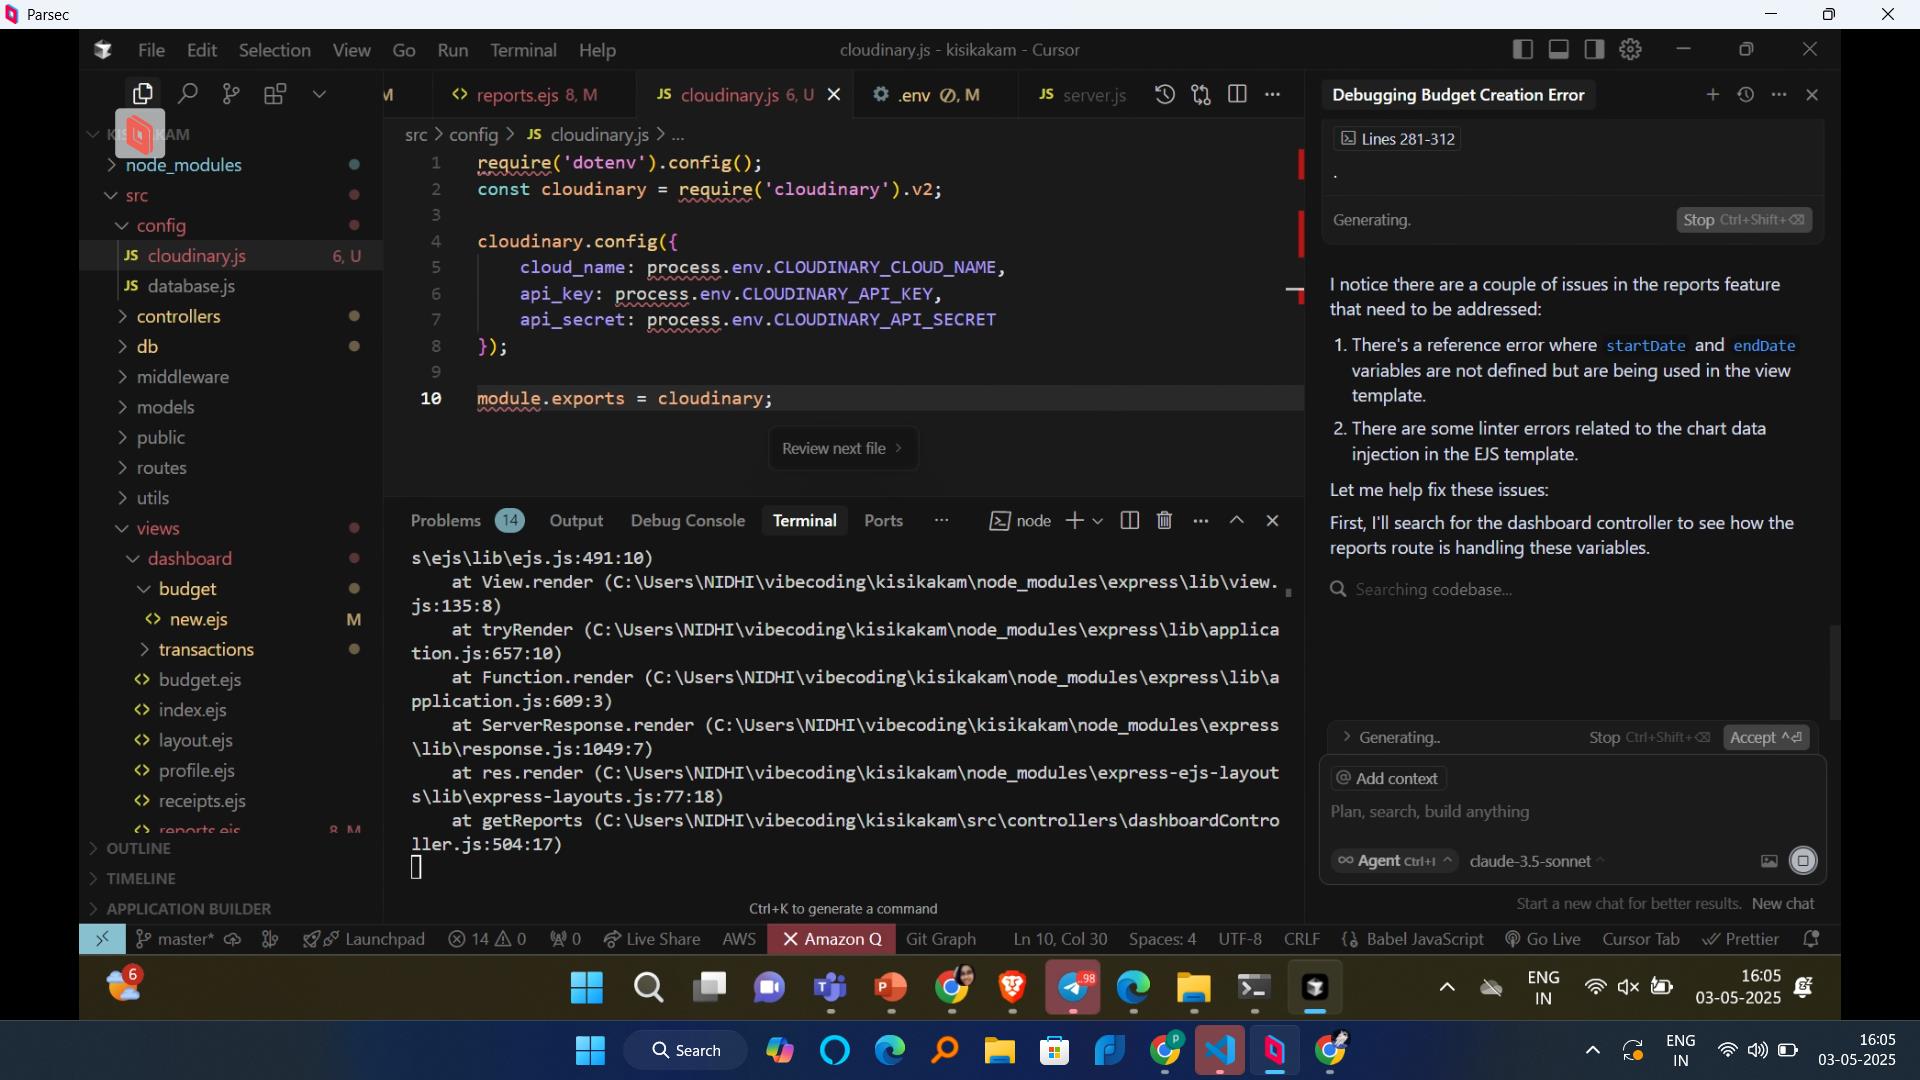 Parsec
File Edit Selection View Go Run Terminal Help
cloudinary.js - kisikakam - Cursor
M
reports.ejs 8, M
JS cloudinary.js 6, U
.env M
JS server.js
src > config > JS cloudinary.js > ...
node_modules
src
config
JS cloudinary.js 6, U
JS database.js
controllers
db
middleware
models
public
routes
utils
views
dashboard
budget
new.ejs M
transactions
budget.ejs
index.ejs
layout.ejs
profile.ejs
receipts.ejs
reports.ejs 8, M
OUTLINE
TIMELINE
APPLICATION BUILDER
1 require('dotenv').config();
2 const cloudinary = require('cloudinary').v2;
3
4 cloudinary.config({
5 cloud_name: process.env.CLOUDINARY_CLOUD_NAME,
6 api_key: process.env.CLOUDINARY_API_KEY,
7 api_secret: process.env.CLOUDINARY_API_SECRET
8 });
9
10 module.exports = cloudinary;
Review next file >
Problems 14 Output Debug Console Terminal Ports ... node
s\ejs\lib\ejs.js:491:10)
at View.render (C:\Users\NIDHI\vibecoding\kisikakam\node_modules\express\lib\view.
js:135:8)
at tryRender (C:\Users\NIDHI\vibecoding\kisikakam\node_modules\express\lib\applica
tion.js:657:10)
at Function.render (C:\Users\NIDHI\vibecoding\kisikakam\node_modules\express\lib\a
pplication.js:609:3)
at ServerResponse.render (C:\Users\NIDHI\vibecoding\kisikakam\node_modules\express
\lib\response.js:1049:7)
at res.render (C:\Users\NIDHI\vibecoding\kisikakam\node_modules\express-ejs-layout
s\lib\express-layouts.js:77:18)
at getReports (C:\Users\NIDHI\vibecoding\kisikakam\src\controllers\dashboardContro
ller.js:504:17)
Ctrl+K to generate a command
Debugging Budget Creation Error
Lines 281-312
.
Generating. Stop Ctrl+Shift+⌫
I notice there are a couple of issues in the reports feature
that need to be addressed:
1. There's a reference error where startDate and endDate
variables are not defined but are being used in the view
template.
2. There are some linter errors related to the chart data
injection in the EJS template.
Let me help fix these issues:
First, I'll search for the dashboard controller to see how the
reports route is handling these variables.
Searching codebase...
> Generating.. Stop Ctrl+Shift+⌫ Accept ^⏎
@ Add context
Plan, search, build anything
∞ Agent Ctrl+I ^ claude-3.5-sonnet ^
Start a new chat for better results. New chat
master* Launchpad 14 0 0 Live Share AWS Amazon Q Git Graph Ln 10, Col 30 Spaces: 4 UTF-8 CRLF {} Babel JavaScript Go Live Cursor Tab Prettier
6
98
ENG
IN
16:05
03-05-2025
Search
P
ENG
IN
16:05
03-05-2025